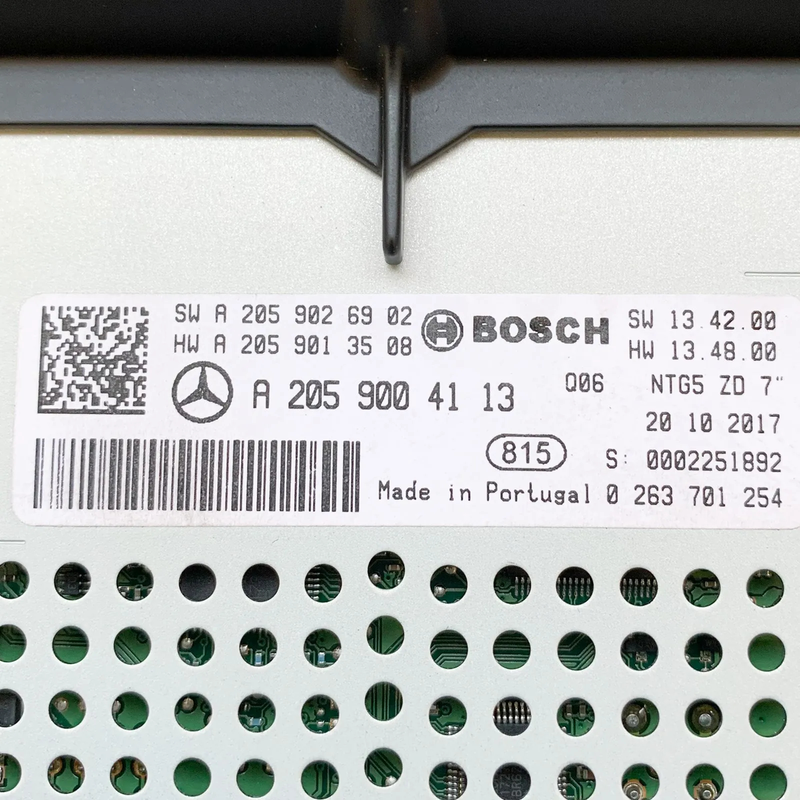 SW A 205 902 69 02
HW A 205 901 35 08
BOSCH
SW 13.42.00
HW 13.48.00
A 205 900 41 13
Q06 NTG5 ZD 7"
20 10 2017
815
S: 0002251892
Made in Portugal 0 263 701 254